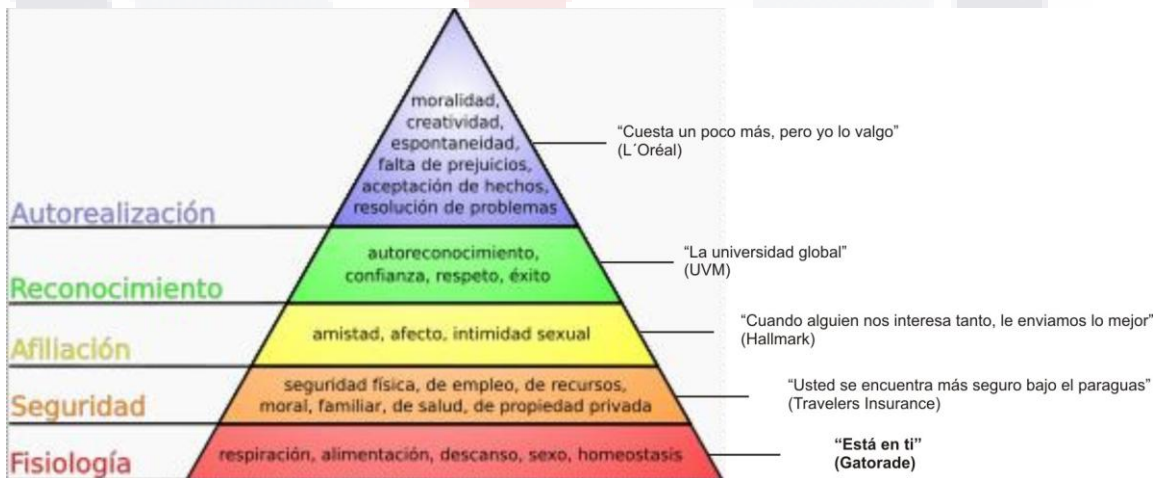 moralidad,
creatividad,
espontaneidad,
falta de prejuicios,
aceptación de hechos,
resolución de problemas
“Cuesta un poco más, pero yo lo valgo”
(L´Oréal)
Autorealización
autoreconocimiento,
confianza, respeto, éxito
“La universidad global”
(UVM)
Reconocimiento
amistad, afecto, intimidad sexual
“Cuando alguien nos interesa tanto, le enviamos lo mejor”
(Hallmark)
Afiliación
seguridad física, de empleo, de recursos,
moral, familiar, de salud, de propiedad privada
“Usted se encuentra más seguro bajo el paraguas”
(Travelers Insurance)
Seguridad
respiración, alimentación, descanso, sexo, homeostasis
“Está en ti”
(Gatorade)
Fisiología